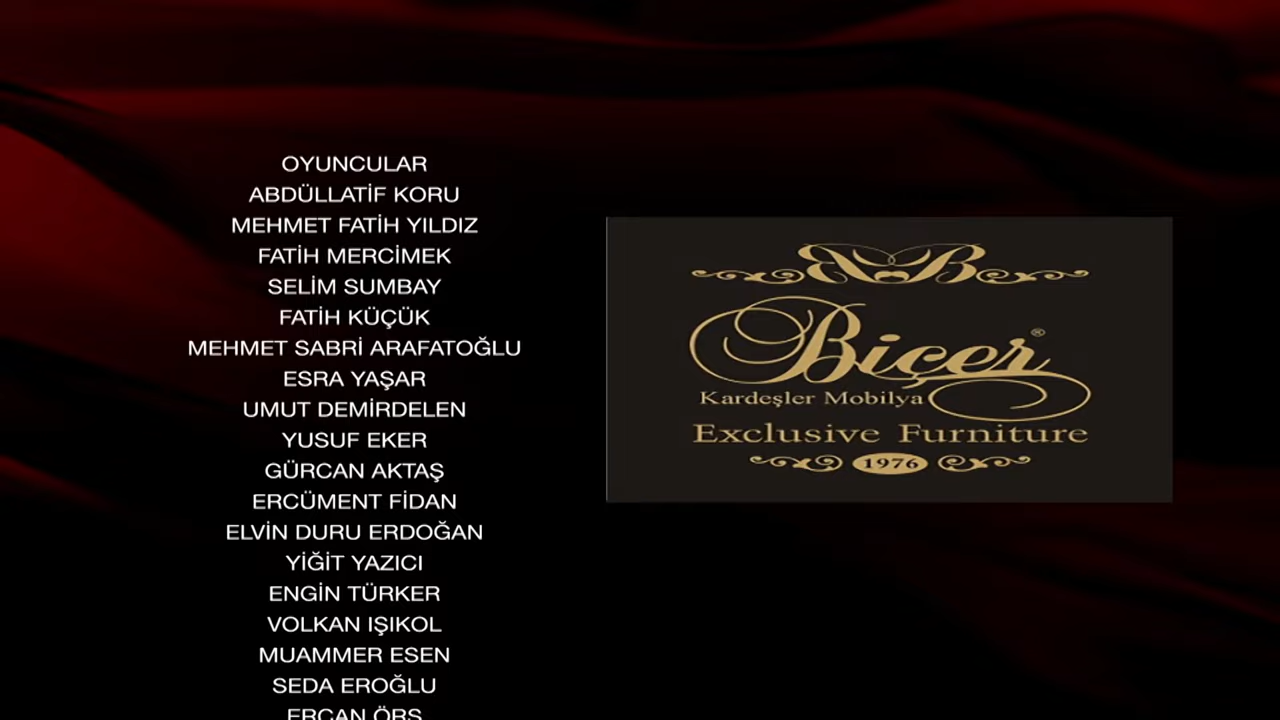 OYUNCULAR
ABDÜLLATİF KORU
MEHMET FATİH YILDIZ
FATİH MERCİMEK
SELİM SUMBAY
FATİH KÜÇÜK
MEHMET SABRİ ARAFATOĞLU
ESRA YAŞAR
UMUT DEMİRDELEN
YUSUF EKER
GÜRCAN AKTAŞ
ERCÜMENT FİDAN
ELVİN DURU ERDOĞAN
YİĞİT YAZICI
ENGİN TÜRKER
VOLKAN IŞIKOL
MUAMMER ESEN
SEDA EROĞLU
ERCAN ÖRS
Biçer®
Kardeşler Mobilya
Exclusive Furniture
1976